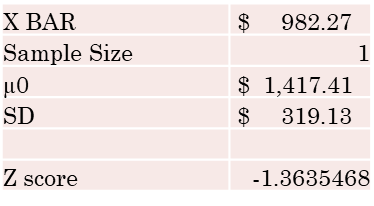 X BAR $ 982.27
Sample Size 1
µ0 $ 1,417.41
SD $ 319.13
Z score -1.3635468